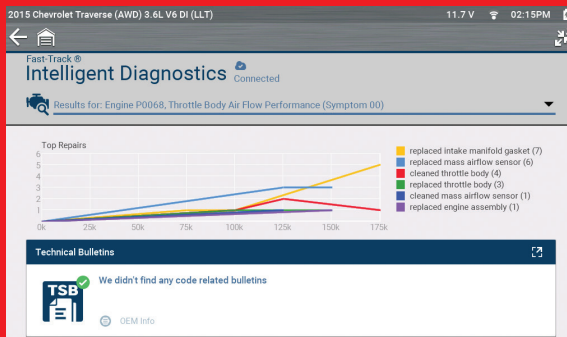 2015 Chevrolet Traverse (AWD) 3.6L V6 DI (LLT) 11.7 V 02:15PM
Fast-Track ®
Intelligent Diagnostics Connected
Results for: Engine P0068, Throttle Body Air Flow Performance (Symptom 00)
Top Repairs
6
5
4
3
2
1
0k 25k 50k 75k 100k 125k 150k 175k
replaced intake manifold gasket (7)
replaced mass airflow sensor (6)
cleaned throttle body (4)
replaced throttle body (3)
cleaned mass airflow sensor (1)
replaced engine assembly (1)
Technical Bulletins
TSB
We didn't find any code related bulletins
OEM Info